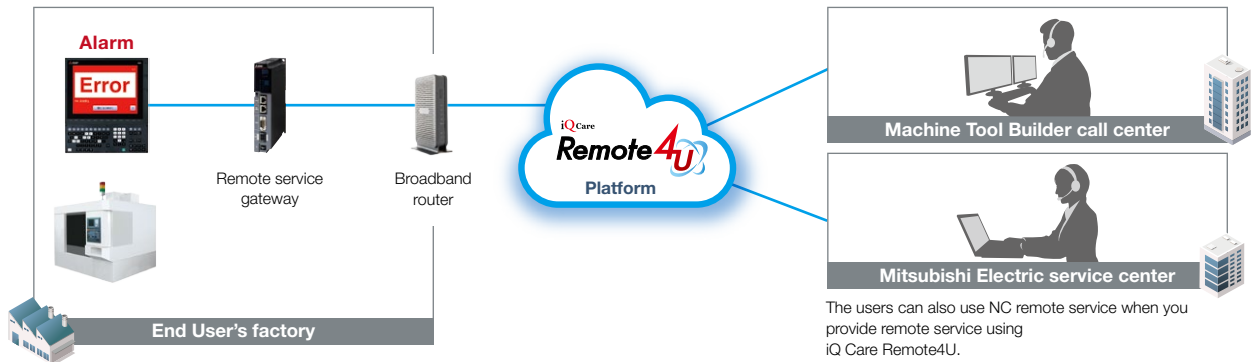 Alarm
Error
Remote service
gateway
Broadband
router
End User's factory
iQ Care
Remote4U
Platform
Machine Tool Builder call center
Mitsubishi Electric service center
The users can also use NC remote service when you
provide remote service using
iQ Care Remote4U.